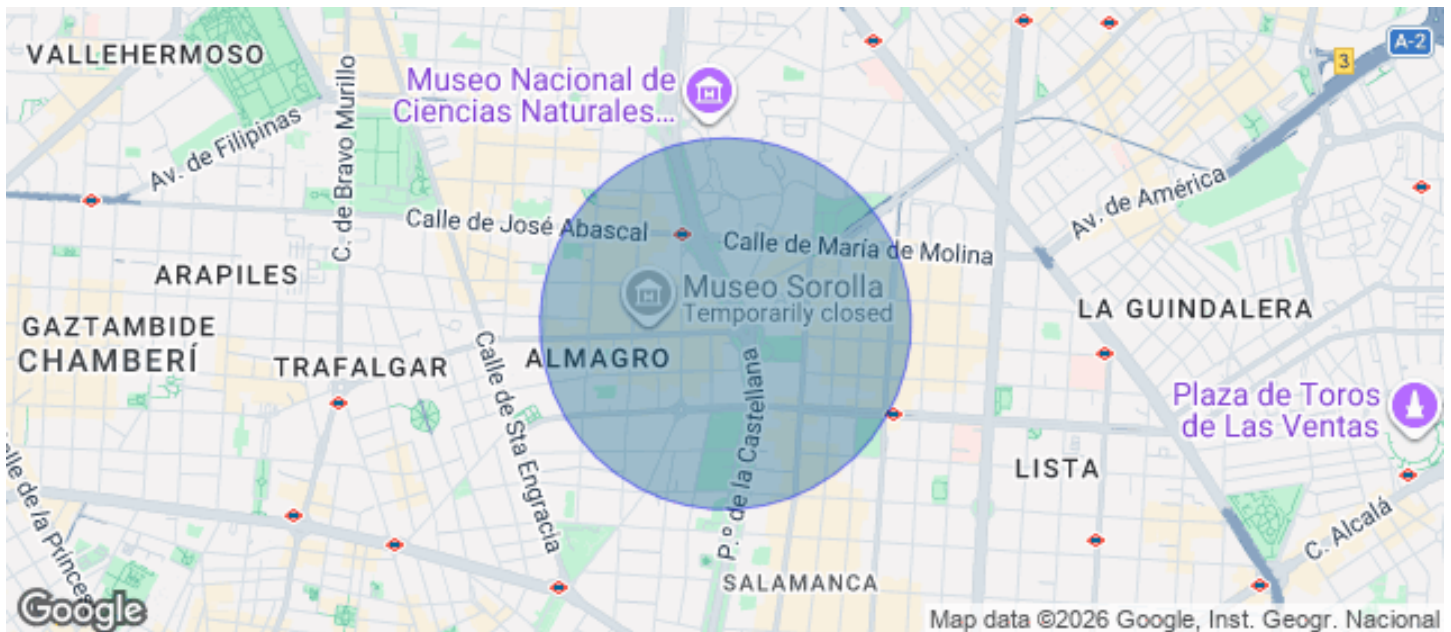 VALLEHERMOSO
Museo Nacional de
Ciencias Naturales...
A-2
3
Av. de Filipinas
C. de Bravo Murillo
Av. de América
Calle de José Abascal
Calle de María de Molina
ARAPILES
Museo Sorolla
Temporarily closed
LA GUINDALERA
GAZTAMBIDE
CHAMBERÍ
TRAFALGAR
ALMAGRO
Calle de Sta Engracia
P.º de la Castellana
Plaza de Toros
de Las Ventas
LISTA
C. Alcalá
alle de la Princes
SALAMANCA
Google
Map data ©2026 Google, Inst. Geogr. Nacional